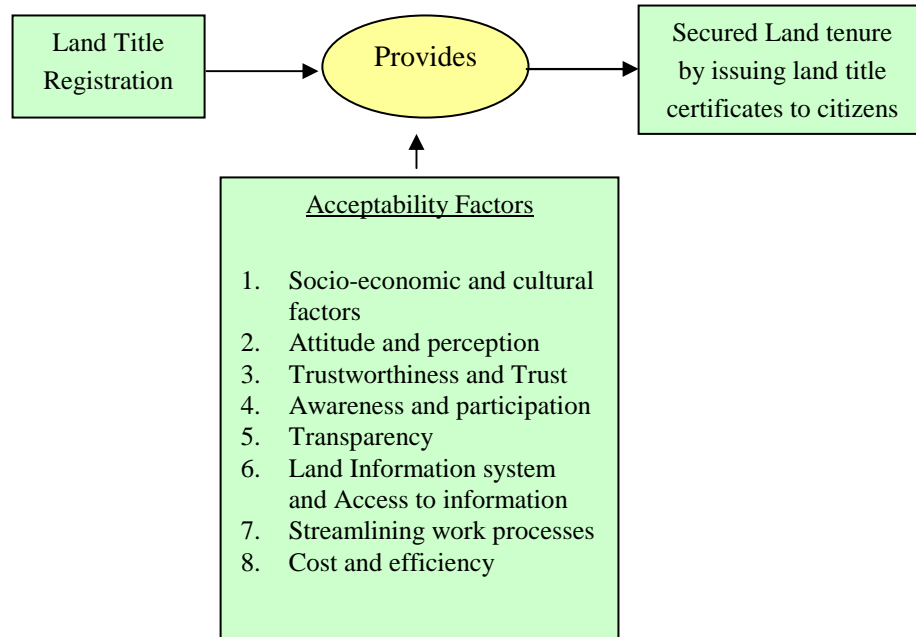 Land Title
Registration
Provides
Secured Land tenure
by issuing land title
certificates to citizens
Acceptability Factors
1. Socio-economic and cultural
factors
2. Attitude and perception
3. Trustworthiness and Trust
4. Awareness and participation
5. Transparency
6. Land Information system
and Access to information
7. Streamlining work processes
8. Cost and efficiency